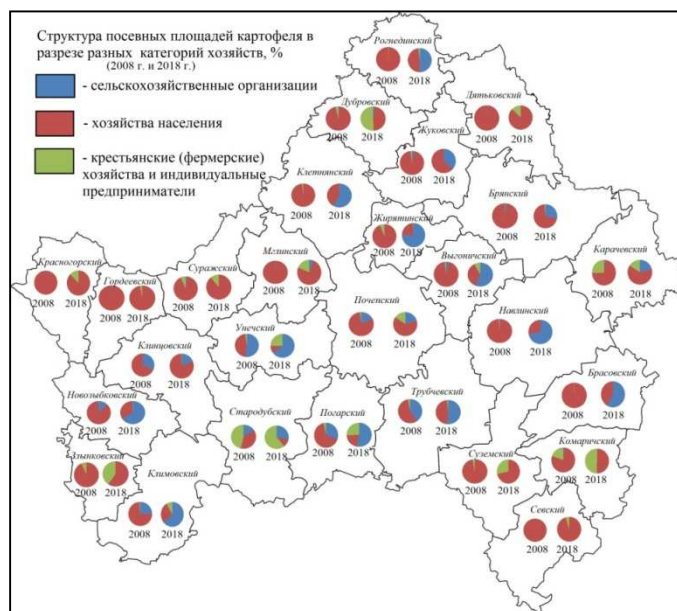 Структура посевных площадей картофеля в
разрезе разных категорий хозяйств, %
(2008 г. и 2018 г.)
- сельскохозяйственные организации
- хозяйства населения
- крестьянские (фермерские)
хозяйства и индивидуальные
предприниматели
Рогнединский
2008 2018
Дубровский
2008 2018
Дятьковский
2008 2018
Жуковский
2008 2018
Клетнянский
2008 2018
Брянский
2008 2018
Жирятинский
2008 2018
Выгоничский
2008 2018
Карачевский
2008 2018
Красногорский
2008 2018
Гордеевский
2008 2018
Суражский
2008 2018
Мглинский
2008 2018
Почепский
2008 2018
Навлинский
2008 2018
Унечский
2008 2018
Клинцовский
2008 2018
Новозыбковский
2008 2018
Стародубский
2008 2018
Погарский
2008 2018
Трубчевский
2008 2018
Брасовский
2008 2018
Злынковский
2008 2018
Климовский
2008 2018
Суземский
2008 2018
Комаричский
2008 2018
Севский
2008 2018